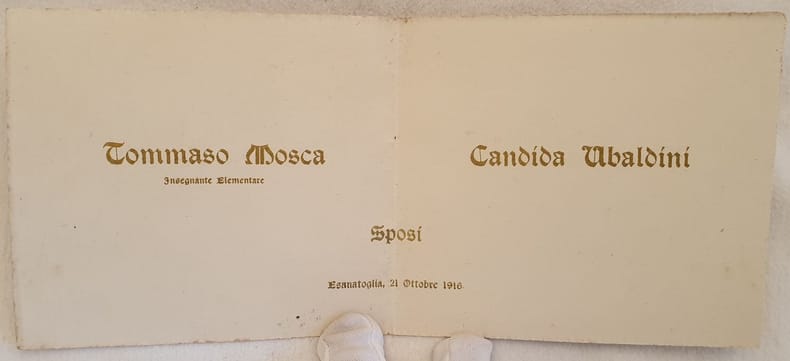 Tommaso Mosca
Insegnante Elementare
Candida Ubaldini
Sposi
Esanatoglia, 21 Ottobre 1916